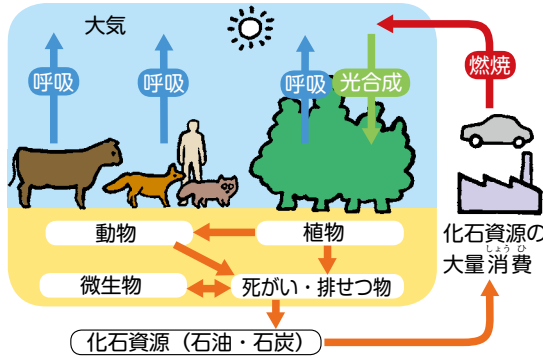 大気
呼吸
呼吸
呼吸
光合成
燃焼
動物
植物
微生物
死がい・排せつ物
化石資源の
しょう ひ
大量消費
化石資源（石油・石炭）